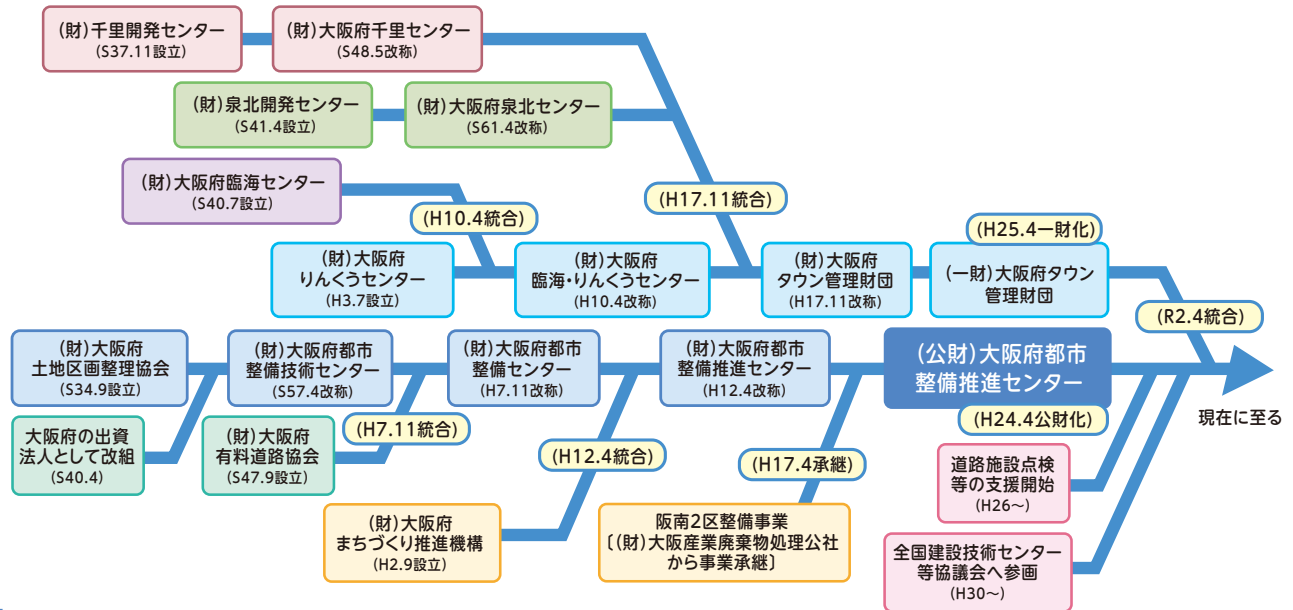 (財)千里開発センター
(S37.11設立)
(財)大阪府千里センター
(S48.5改称)
(財)泉北開発センター
(S41.4設立)
(財)大阪府泉北センター
(S61.4改称)
(財)大阪府臨海センター
(S40.7設立)
(H10.4統合)
(H17.11統合)
(H25.4一財化)
(財)大阪府
りんくうセンター
(H3.7設立)
(財)大阪府
臨海・りんくうセンター
(H10.4改称)
(財)大阪府
タウン管理財団
(H17.11改称)
(一財)大阪府タウン
管理財団
(R2.4統合)
(財)大阪府
土地区画整理協会
(S34.9設立)
(財)大阪府都市
整備技術センター
(S57.4改称)
(財)大阪府都市
整備センター
(H7.11改称)
(財)大阪府都市
整備推進センター
(H12.4改称)
(公財)大阪府都市
整備推進センター
(H24.4公財化)
現在に至る
大阪府の出資
法人として改組
(S40.4)
(財)大阪府
有料道路協会
(S47.9設立)
(H7.11統合)
(H12.4統合)
(H17.4承継)
道路施設点検
等の支援開始
(H26～)
(財)大阪府
まちづくり推進機構
(H2.9設立)
阪南2区整備事業
〔(財)大阪産業廃棄物処理公社
から事業承継〕
全国建設技術センター
等協議会へ参画
(H30～)